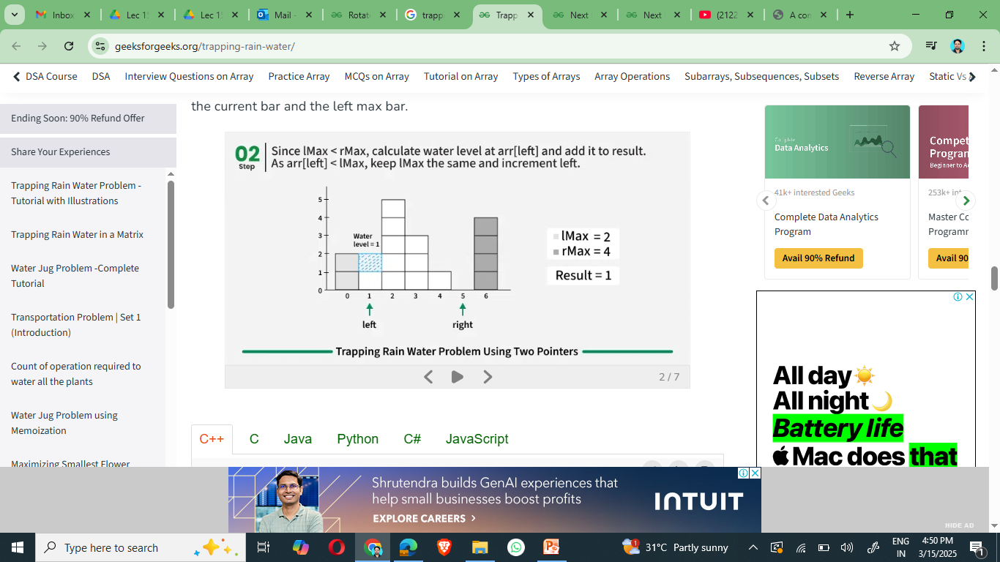 Inbox
Lec 1
Lec 1
Mail -
Rotat
trapp
Trapp
Next
Next
(2122
A con
geeksforgeeks.org/trapping-rain-water/
DSA Course
DSA
Interview Questions on Array
Practice Array
MCQs on Array
Tutorial on Array
Types of Arrays
Array Operations
Subarrays, Subsequences, Subsets
Reverse Array
Static Vs
Ending Soon: 90% Refund Offer
Share Your Experiences
Trapping Rain Water Problem -
Tutorial with Illustrations
Trapping Rain Water in a Matrix
Water Jug Problem -Complete
Tutorial
Transportation Problem | Set 1
(Introduction)
Count of operation required to
water all the plants
Water Jug Problem using
Memoization
Maximizing Smallest Flower
the current bar and the left max bar.
02
Step
Since lMax < rMax, calculate water level at arr[left] and add it to result.
As arr[left] < lMax, keep lMax the same and increment left.
5
4
3
2
1
0
Water
level = 1
0 1 2 3 4 5 6
left
right
lMax = 2
rMax = 4
Result = 1
Trapping Rain Water Problem Using Two Pointers
2 / 7
C++
C
Java
Python
C#
JavaScript
Complete
Data Analytics
41k+ interested Geeks
Complete Data Analytics
Program
Avail 90% Refund
Compet
Program
Beginner to A
253k+ int
Master Co
Programm
Avail 90
All day
All night
Battery life
Mac does that
Shrutendra builds GenAI experiences that
help small businesses boost profits
EXPLORE CAREERS >
INTUIT
HIDE AD
Type here to search
1
31°C Partly sunny
ENG
IN
4:50 PM
3/15/2025
1